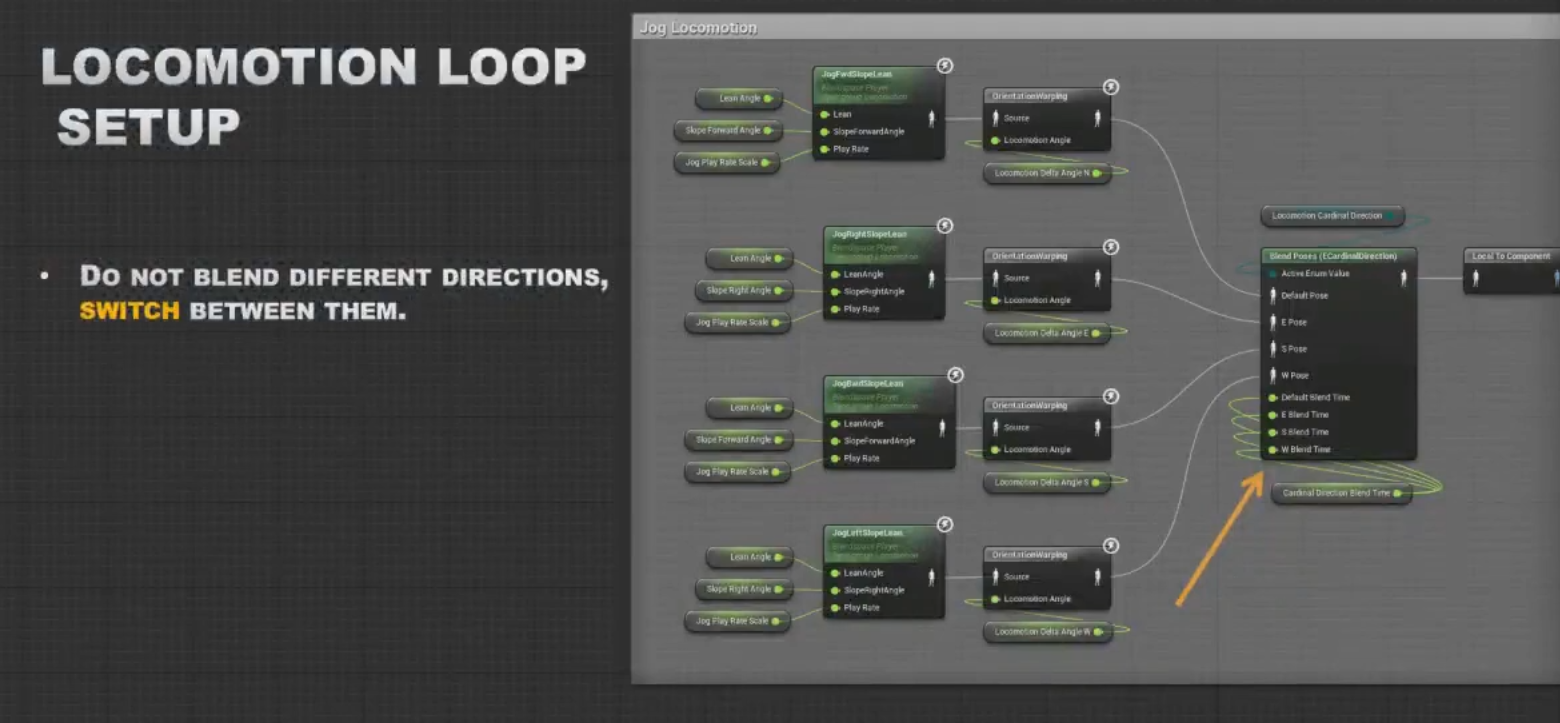 LOCOMOTION LOOP
SETUP
• DO NOT BLEND DIFFERENT DIRECTIONS,
SWITCH BETWEEN THEM.
Jog Locomotion
JogFwdSlopeLean
Lean Angle
Slope Forward Angle
Jog Play Rate Scale
Lean
SlopeForwardAngle
Play Rate
OrientationWarping
Source
Locomotion Angle
Locomotion Delta Angle N
JogRightSlopeLean
Lean Angle
Slope Right Angle
Jog Play Rate Scale
LeanAngle
SlopeRightAngle
Play Rate
OrientationWarping
Source
Locomotion Angle
Locomotion Delta Angle E
JogBwdSlopeLean
Lean Angle
Slope Forward Angle
Jog Play Rate Scale
LeanAngle
SlopeForwardAngle
Play Rate
OrientationWarping
Source
Locomotion Angle
Locomotion Delta Angle S
JogLeftSlopeLean
Lean Angle
Slope Right Angle
Jog Play Rate Scale
LeanAngle
SlopeRightAngle
Play Rate
OrientationWarping
Source
Locomotion Angle
Locomotion Delta Angle W
Locomotion Cardinal Direction
Blend Poses (ECardinalDirection)
Active Enum Value
Default Pose
E Pose
S Pose
W Pose
Default Blend Time
E Blend Time
S Blend Time
W Blend Time
Cardinal Direction Blend Time
Local To Component